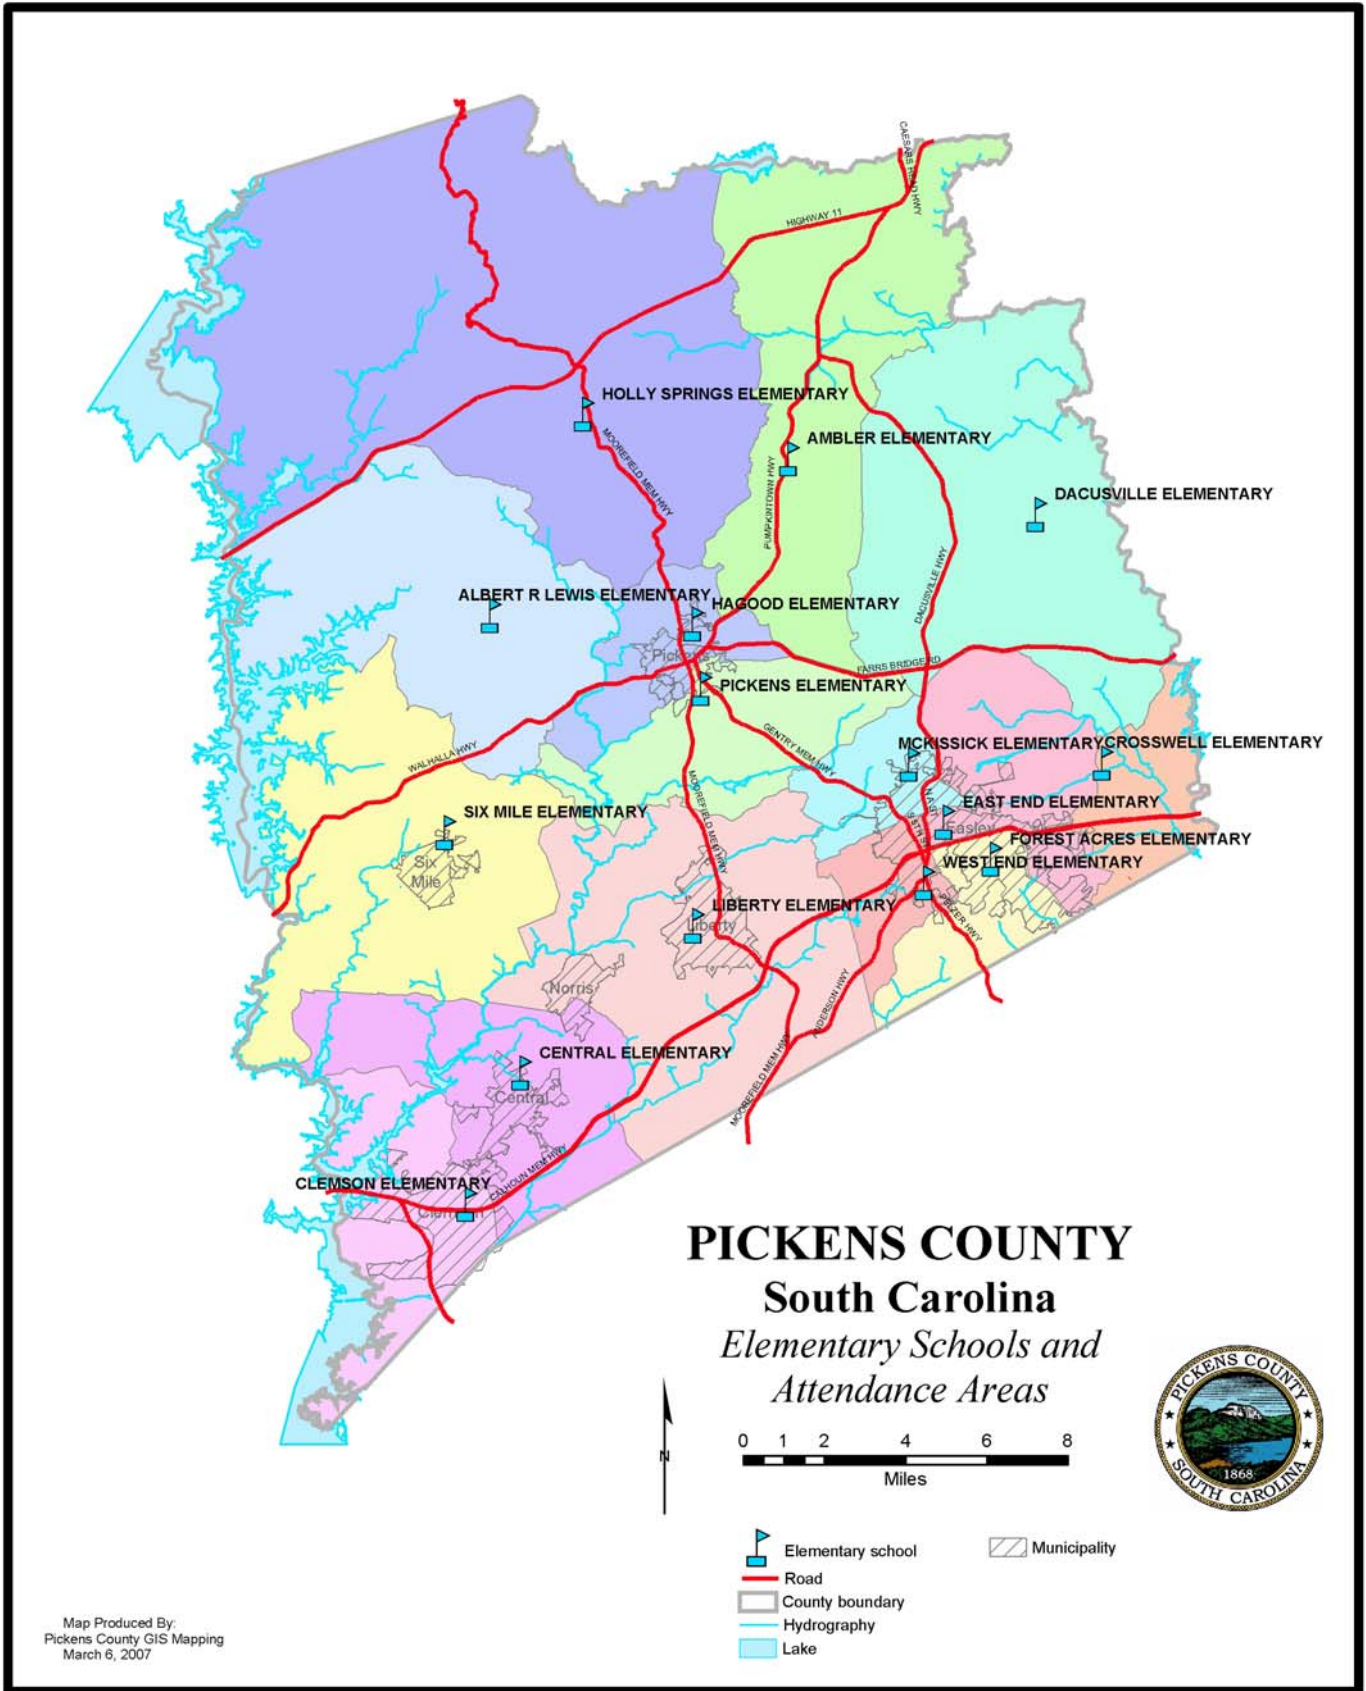 CAESARS HEAD HWY
HIGHWAY 11
HOLLY SPRINGS ELEMENTARY
MOOREFIELD MEM HWY
AMBLER ELEMENTARY
PUMPKINTOWN HWY
DACUSVILLE ELEMENTARY
DACUSVILLE HWY
ALBERT R LEWIS ELEMENTARY
HAGOOD ELEMENTARY
Pickens
FARRS BRIDGE RD
PICKENS ELEMENTARY
GENTRY MEM HWY
WALHALLA HWY
MCKISSICK ELEMENTARY
CROSSWELL ELEMENTARY
MOOREFIELD MEM HWY
SIX MILE ELEMENTARY
Six
Mile
EAST END ELEMENTARY
Easley
FOREST ACRES ELEMENTARY
WEST END ELEMENTARY
PELZER HWY
LIBERTY ELEMENTARY
Liberty
Norris
ANDERSON HWY
MOOREFIELD MEM HWY
CENTRAL ELEMENTARY
Central
CALHOUN MEM HWY
CLEMSON ELEMENTARY
Clemson
PICKENS COUNTY
South Carolina
Elementary Schools and
Attendance Areas
0 1 2 4 6 8
Miles
N
PICKENS COUNTY
1868
SOUTH CAROLINA
Elementary school
Municipality
Road
County boundary
Hydrography
Lake
Map Produced By:
Pickens County GIS Mapping
March 6, 2007